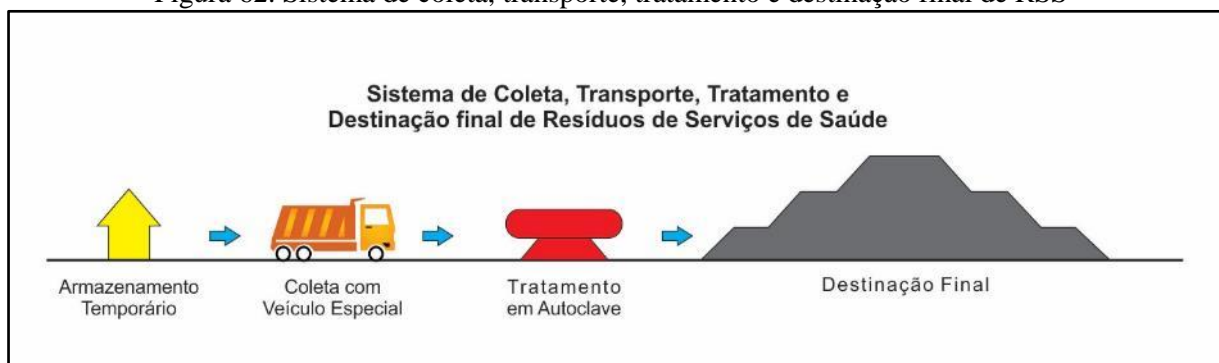 Sistema de Coleta, Transporte, Tratamento e
Destinação final de Resíduos de Serviços de Saúde
Armazenamento
Temporário
Coleta com
Veículo Especial
Tratamento
em Autoclave
Destinação Final